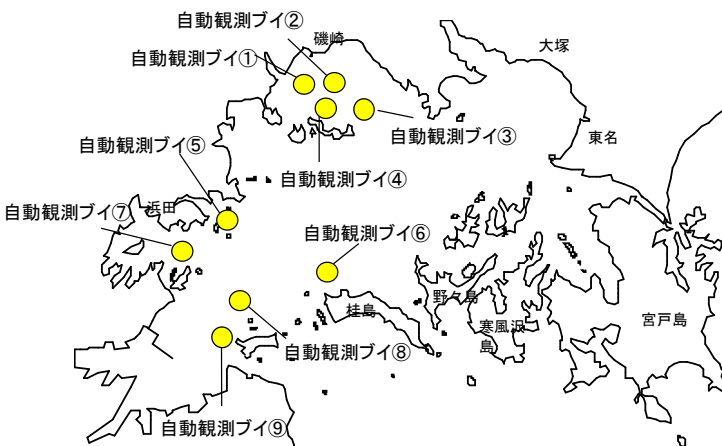 自動観測ブイ②
磯崎
大塚
自動観測ブイ①
東名
自動観測ブイ③
自動観測ブイ⑤
自動観測ブイ④
浜田
自動観測ブイ⑦
自動観測ブイ⑥
野々島
桂島
寒風沢
島
宮戸島
自動観測ブイ⑧
自動観測ブイ⑨